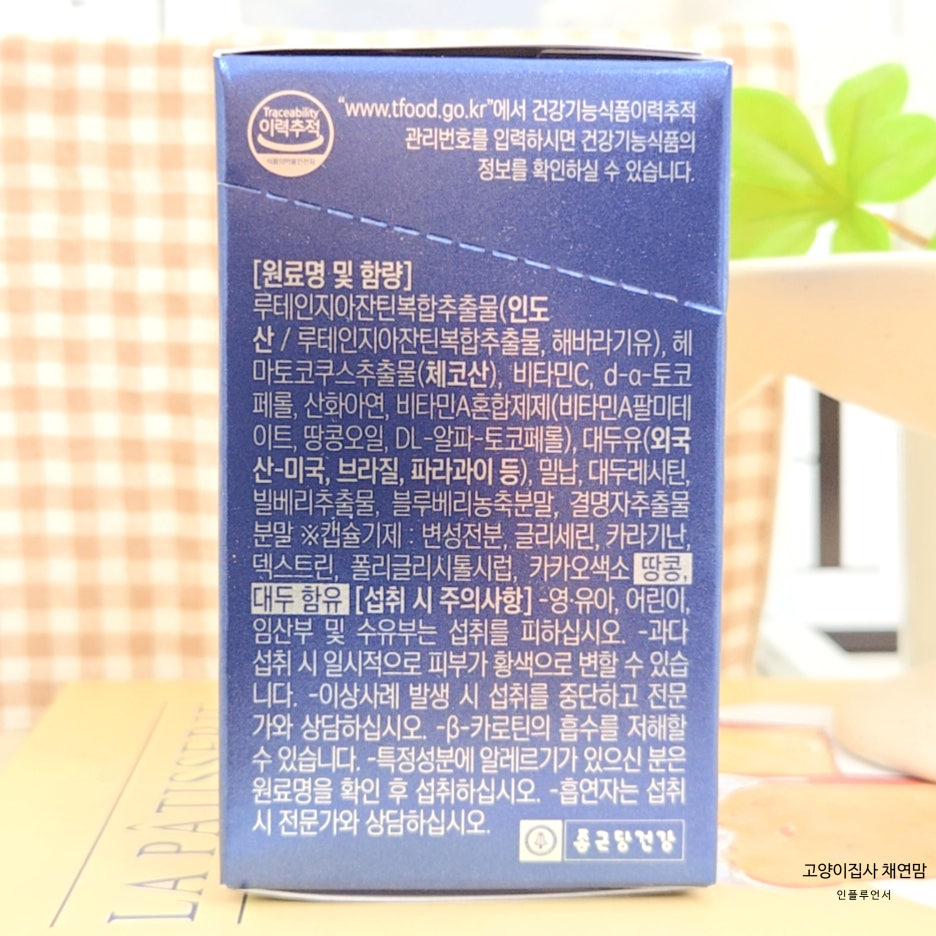 Traceability
이력추적
식품의약품안전처
“www.tfood.go.kr”에서 건강기능식품이력추적
관리번호를 입력하시면 건강기능식품의
정보를 확인하실 수 있습니다.
[원료명 및 함량]
루테인지아잔틴복합추출물(인도
산 / 루테인지아잔틴복합추출물, 해바라기유), 헤
마토코쿠스추출물(체코산), 비타민C, d-α-토코
페롤, 산화아연, 비타민A혼합제제(비타민A팔미테
이트, 땅콩오일, DL-알파-토코페롤), 대두유(외국
산-미국, 브라질, 파라과이 등), 밀납, 대두레시틴,
빌베리추출물, 블루베리농축분말, 결명자추출물
분말 ※캡슐기제 : 변성전분, 글리세린, 카라기난,
덱스트린, 폴리글리시톨시럽, 카카오색소 땅콩,
대두 함유 [섭취 시 주의사항] -영·유아, 어린이,
임산부 및 수유부는 섭취를 피하십시오. -과다
섭취 시 일시적으로 피부가 황색으로 변할 수 있습
니다. -이상사례 발생 시 섭취를 중단하고 전문
가와 상담하십시오. -β-카로틴의 흡수를 저해할
수 있습니다. -특정성분에 알레르기가 있으신 분은
원료명을 확인 후 섭취하십시오. -흡연자는 섭취
시 전문가와 상담하십시오.
종근당건강
LA PÂTISSERI
고양이집사 채연맘
인플루언서